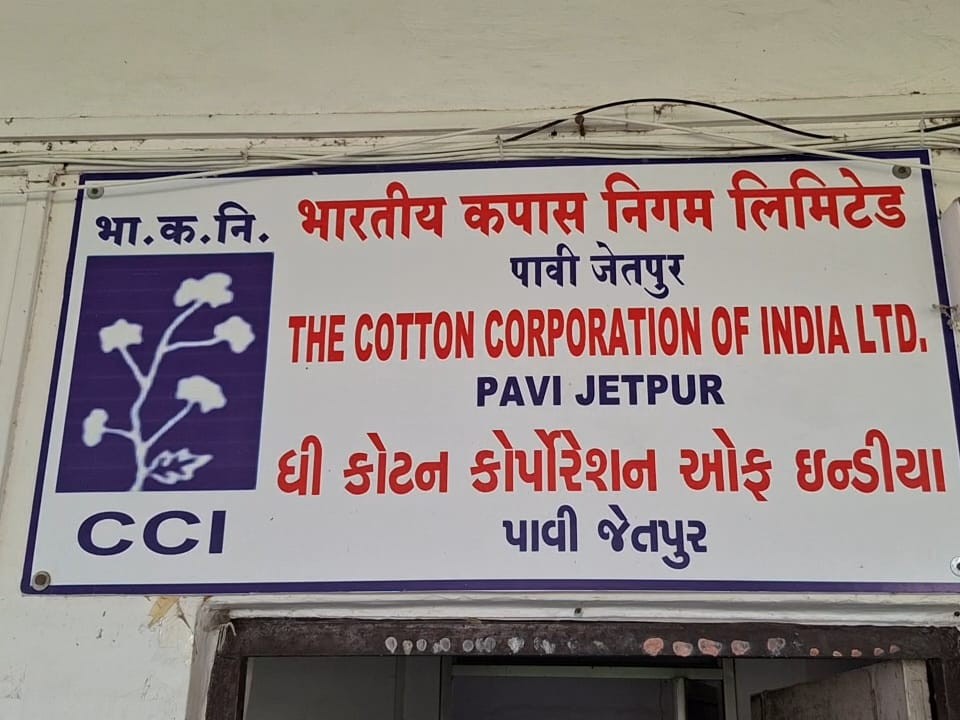 भा.क.नि.
भारतीय कपास निगम लिमिटेड
पावी जेतपुर
THE COTTON CORPORATION OF INDIA LTD.
PAVI JETPUR
ધી કોટન કોર્પોરેશન ઓફ ઇન્ડીયા
પાવી જેતપુર
CCI